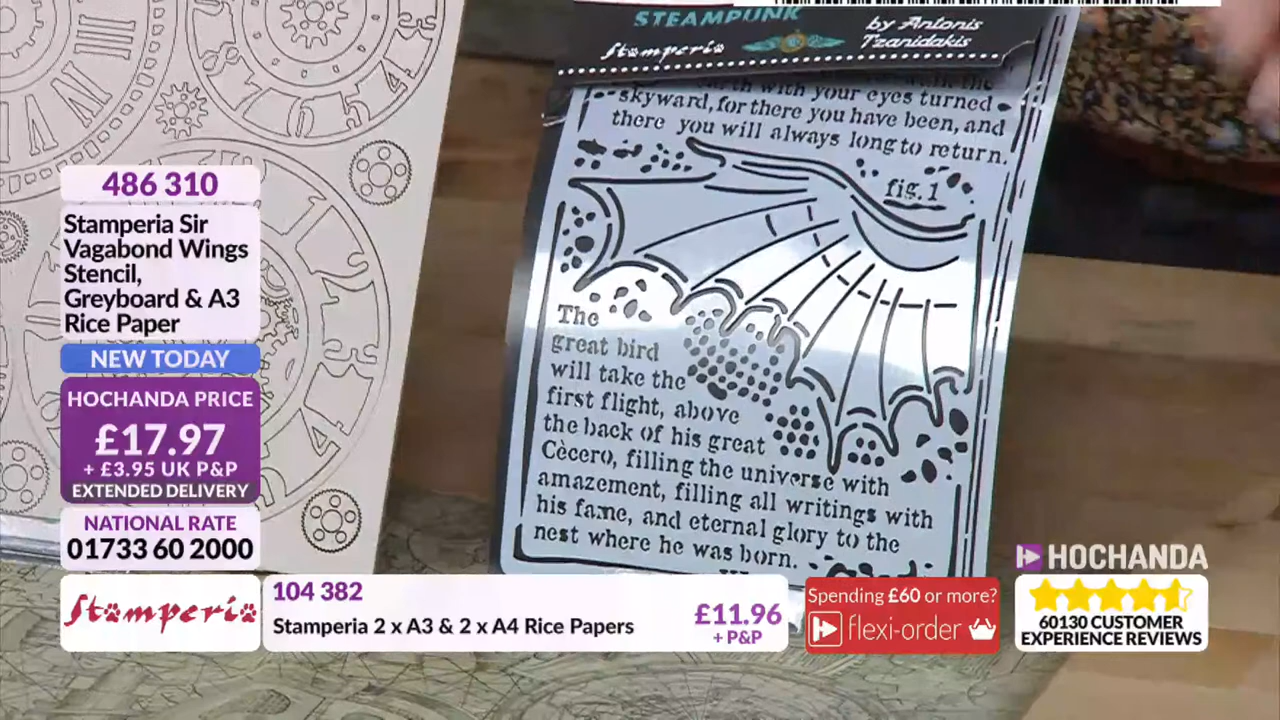 STEAMPUNK
by Antonis
Stamperia
Tzanidakis
with your eyes turned
skyward, for there you have been, and
there you will always long to return.
fig.1
The
great bird
will take the
first flight, above
the back of his great
Cècero, filling the universe with
amazement, filling all writings with
his fame, and eternal glory to the
nest where he was born.
486 310
Stamperia Sir
Vagabond Wings
Stencil,
Greyboard & A3
Rice Paper
NEW TODAY
HOCHANDA PRICE
£17.97
+ £3.95 UK P&P
EXTENDED DELIVERY
NATIONAL RATE
01733 60 2000
Stamperia
104 382
Stamperia 2 x A3 & 2 x A4 Rice Papers
£11.96
+ P&P
Spending £60 or more?
flexi-order
HOCHANDA
60130 CUSTOMER
EXPERIENCE REVIEWS